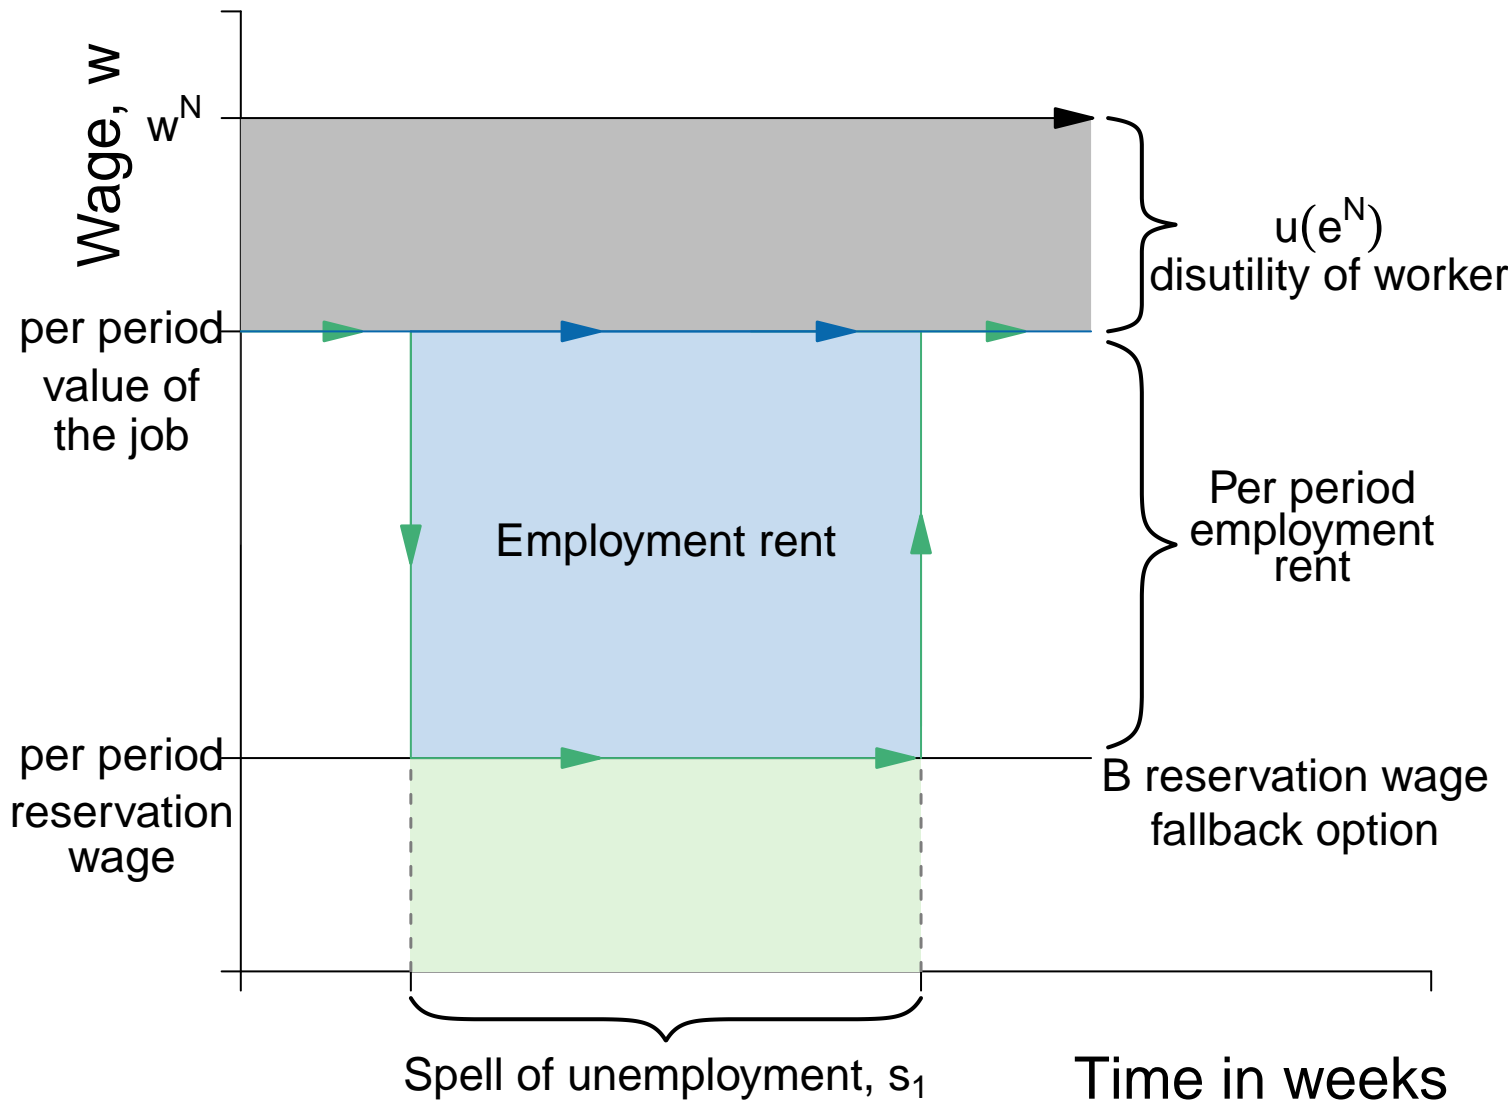 Wage, w
w^N
u(e^N)
disutility of worker
per period
value of
the job
Employment rent
Per period
employment
rent
per period
reservation
wage
B reservation wage
fallback option
Spell of unemployment, s₁
Time in weeks